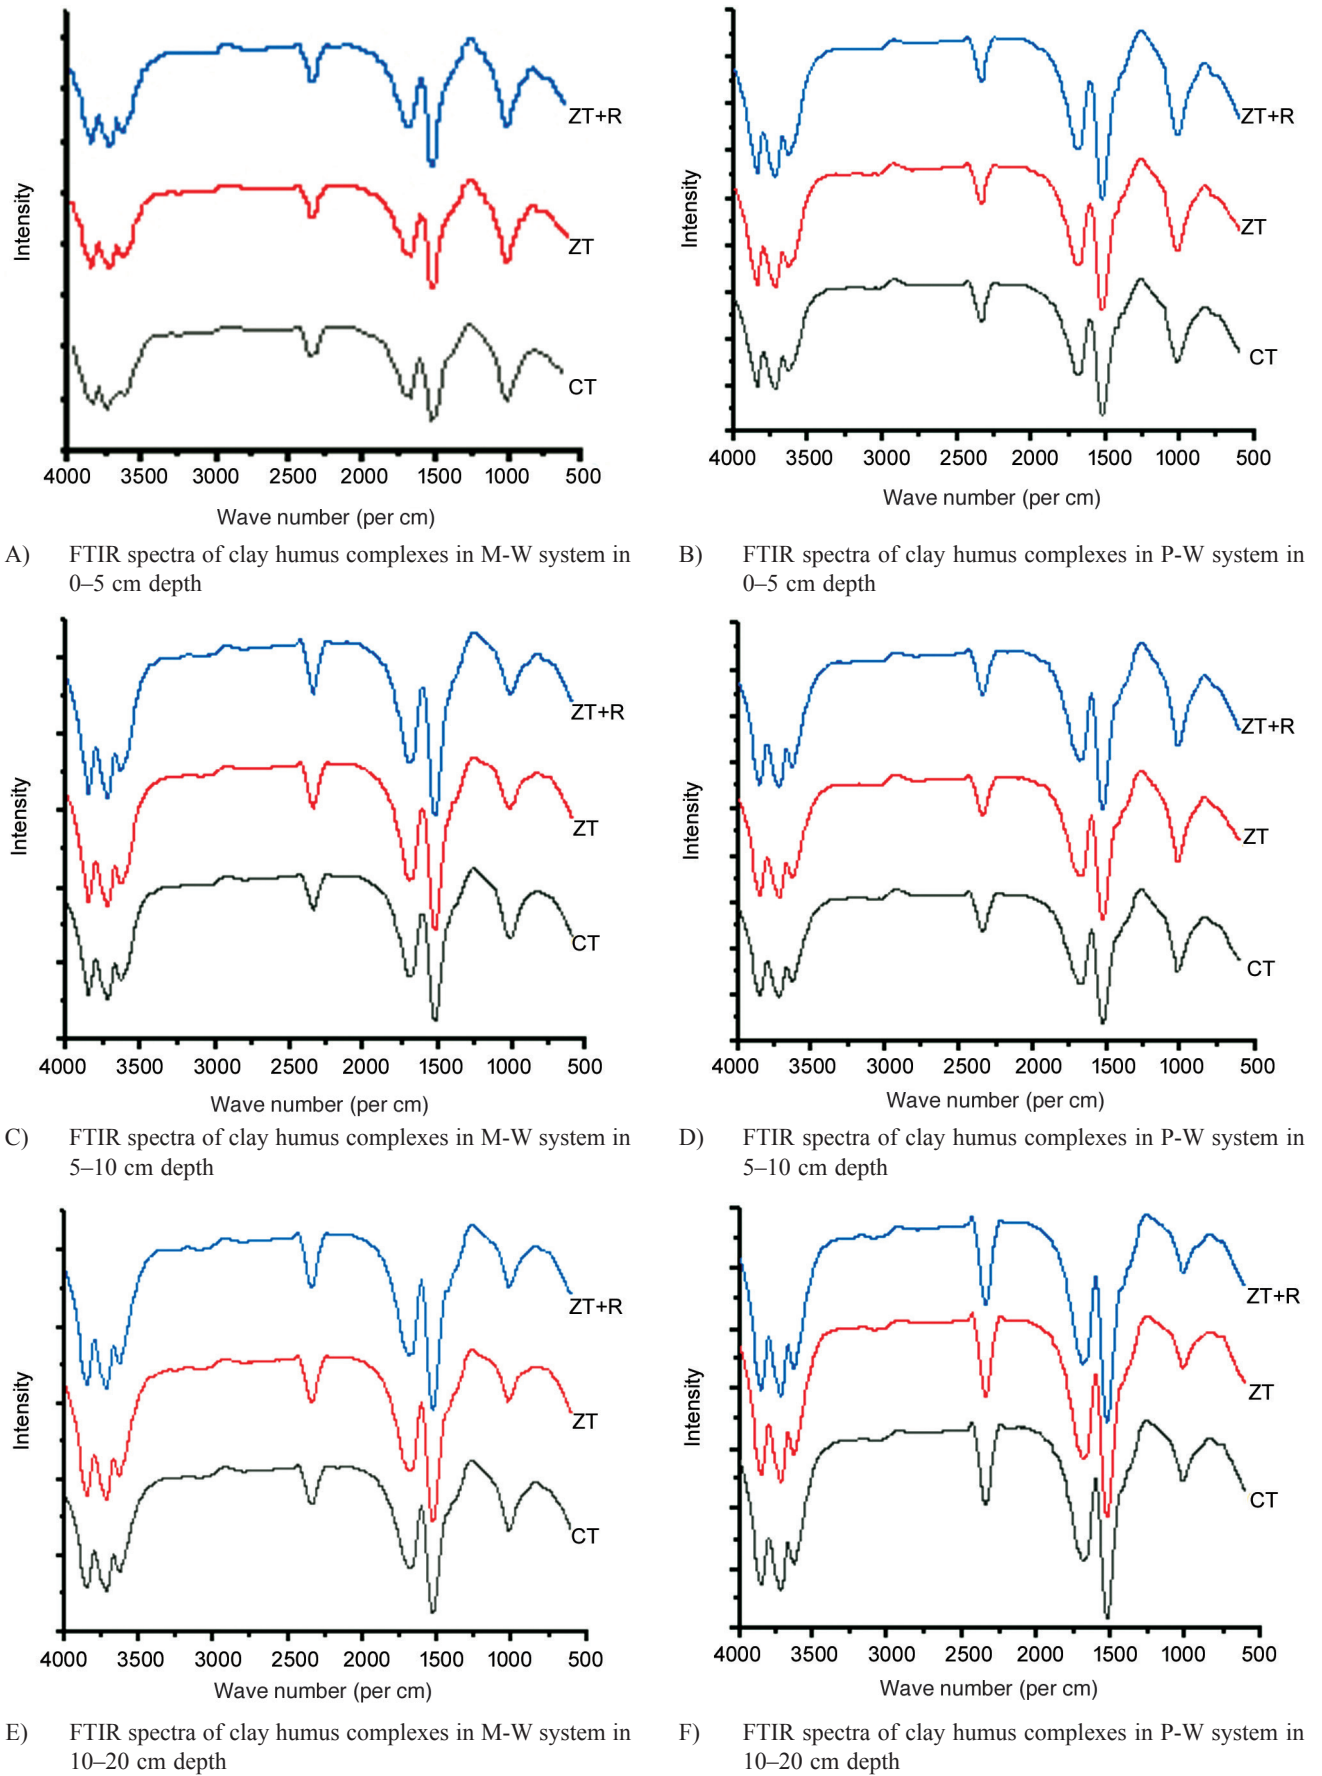 Intensity
ZT+R
ZT
CT
4000 3500 3000 2500 2000 1500 1000 500
Wave number (per cm)
A) FTIR spectra of clay humus complexes in M-W system in
0–5 cm depth
Intensity
ZT+R
ZT
CT
4000 3500 3000 2500 2000 1500 1000 500
Wave number (per cm)
B) FTIR spectra of clay humus complexes in P-W system in
0–5 cm depth
Intensity
ZT+R
ZT
CT
4000 3500 3000 2500 2000 1500 1000 500
Wave number (per cm)
C) FTIR spectra of clay humus complexes in M-W system in
5–10 cm depth
Intensity
ZT+R
ZT
CT
4000 3500 3000 2500 2000 1500 1000 500
Wave number (per cm)
D) FTIR spectra of clay humus complexes in P-W system in
5–10 cm depth
Intensity
ZT+R
ZT
CT
4000 3500 3000 2500 2000 1500 1000 500
Wave number (per cm)
E) FTIR spectra of clay humus complexes in M-W system in
10–20 cm depth
Intensity
ZT+R
ZT
CT
4000 3500 3000 2500 2000 1500 1000 500
Wave number (per cm)
F) FTIR spectra of clay humus complexes in P-W system in
10–20 cm depth